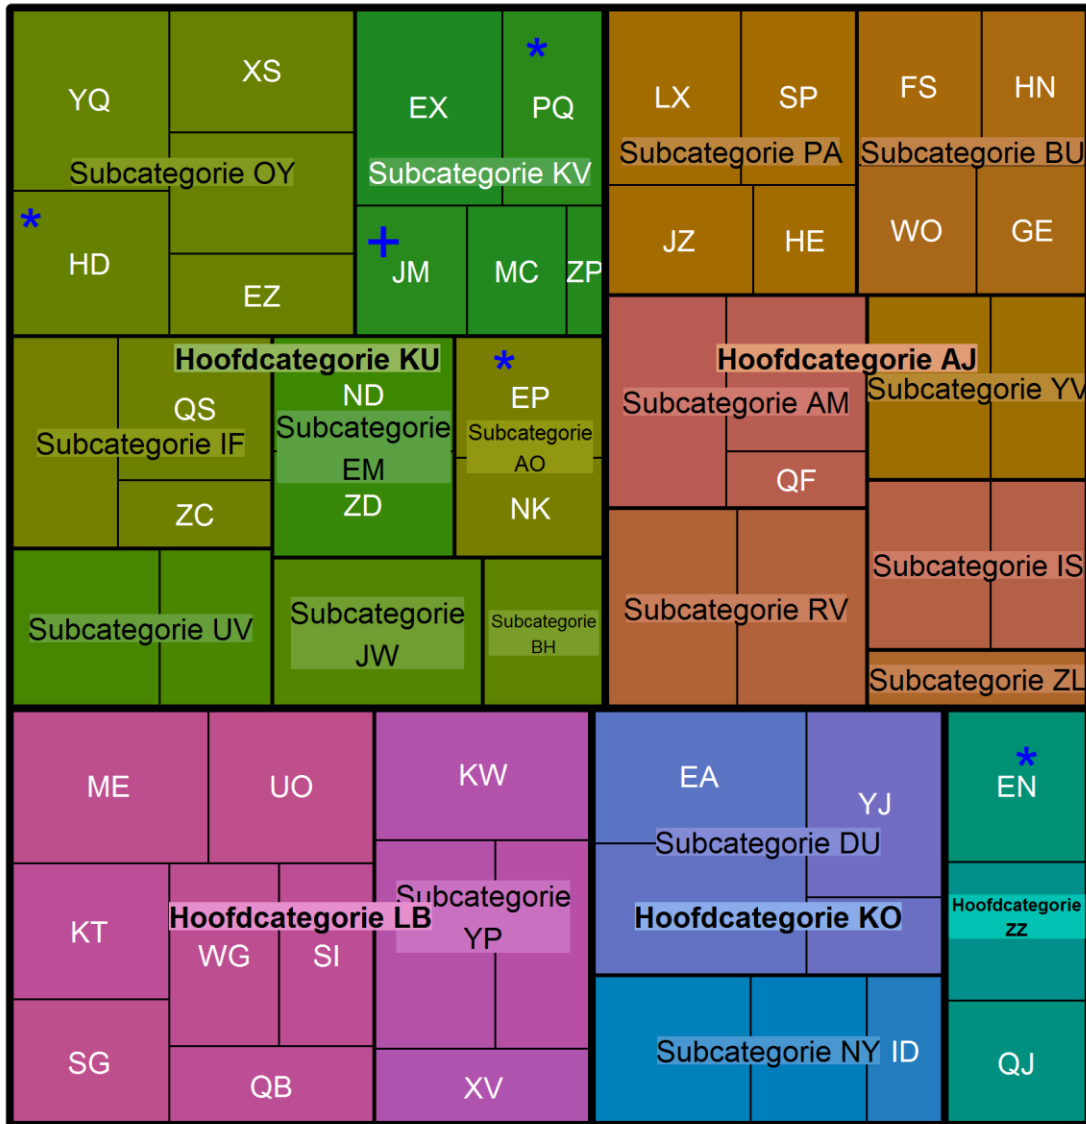 YQ
XS
EX
*
PQ
LX
SP
FS
HN
Subcategorie OY
Subcategorie KV
Subcategorie PA
Subcategorie BU
*
HD
EZ
+
JM
MC
ZP
JZ
HE
WO
GE
Hoofdcategorie KU
Hoofdcategorie AJ
QS
ND
*
EP
Subcategorie IF
Subcategorie
EM
Subcategorie
AO
Subcategorie AM
Subcategorie YV
ZC
ZD
NK
QF
Subcategorie UV
Subcategorie
JW
Subcategorie
BH
Subcategorie RV
Subcategorie IS
Subcategorie ZL
ME
UO
KW
EA
YJ
*
EN
Subcategorie DU
KT
Hoofdcategorie LB
WG
SI
Subcategorie
YP
Hoofdcategorie KO
Hoofdcategorie
ZZ
SG
QB
XV
Subcategorie NY
ID
QJ